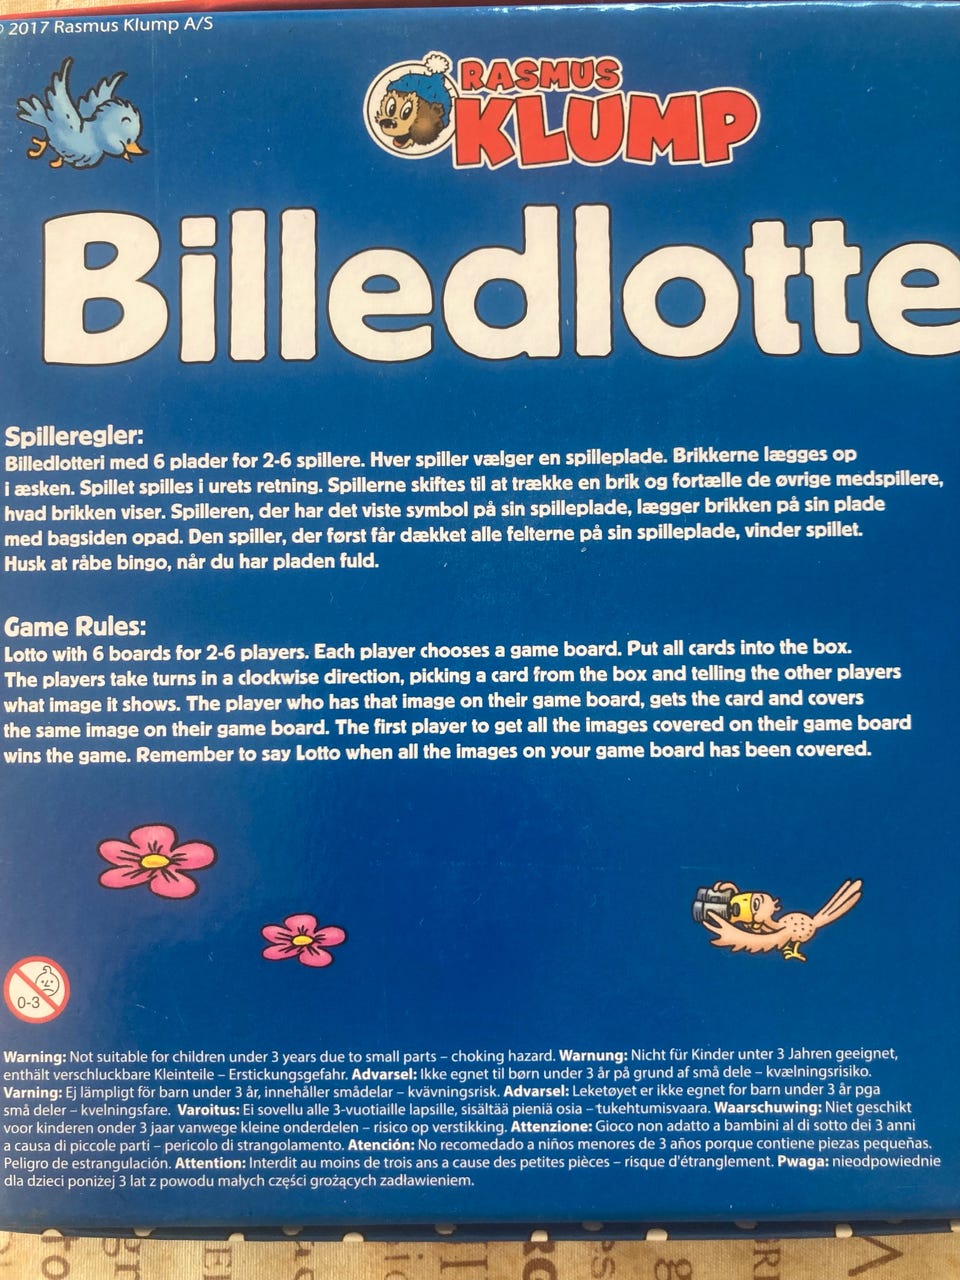 © 2017 Rasmus Klump A/S
RASMUS
KLUMP
Billedlotte
Spilleregler:
Billedlotteri med 6 plader for 2-6 spillere. Hver spiller vælger en spilleplade. Brikkerne lægges op
i æsken. Spillet spilles i urets retning. Spillerne skiftes til at trække en brik og fortælle de øvrige medspillere,
hvad brikken viser. Spilleren, der har det viste symbol på sin spilleplade, lægger brikken på sin plade
med bagsiden opad. Den spiller, der først får dækket alle felterne på sin spilleplade, vinder spillet.
Husk at råbe bingo, når du har pladen fuld.
Game Rules:
Lotto with 6 boards for 2-6 players. Each player chooses a game board. Put all cards into the box.
The players take turns in a clockwise direction, picking a card from the box and telling the other players
what image it shows. The player who has that image on their game board, gets the card and covers
the same image on their game board. The first player to get all the images covered on their game board
wins the game. Remember to say Lotto when all the images on your game board has been covered.
0-3
Warning: Not suitable for children under 3 years due to small parts – choking hazard. Warnung: Nicht für Kinder unter 3 Jahren geeignet,
enthält verschluckbare Kleinteile – Erstickungsgefahr. Advarsel: Ikke egnet til børn under 3 år på grund af små dele – kvælningsrisiko.
Varning: Ej lämpligt för barn under 3 år, innehåller smådelar – kvävningsrisk. Advarsel: Leketøyet er ikke egnet for barn under 3 år pga
små deler – kvelningsfare. Varoitus: Ei sovellu alle 3-vuotiaille lapsille, sisältää pieniä osia – tukehtumisvaara. Waarschuwing: Niet geschikt
voor kinderen onder 3 jaar vanwege kleine onderdelen – risico op verstikking. Attenzione: Gioco non adatto a bambini al di sotto dei 3 anni
a causa di piccole parti – pericolo di strangolamento. Atención: No recomedado a niños menores de 3 años porque contiene piezas pequeñas.
Peligro de estrangulación. Attention: Interdit au moins de trois ans a cause des petites pièces – risque d'étranglement. Pwaga: nieodpowiednie
dla dzieci poniżej 3 lat z powodu małych części grożących zadławieniem.